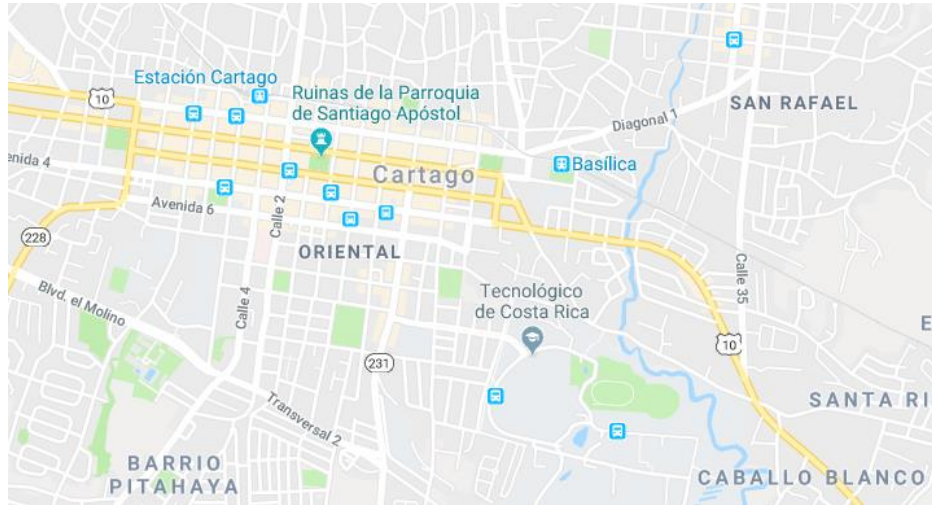 Estación Cartago
10
Ruinas de la Parroquia
de Santiago Apóstol
SAN RAFAEL
Diagonal 1
enida 4
Basílica
Cartago
Avenida 6
Calle 2
228
ORIENTAL
Calle 35
Blvd. el Molino
Calle 4
Tecnológico
de Costa Rica
E
10
231
SANTA RI
Transversal 2
BARRIO
PITAHAYA
CABALLO BLANCO